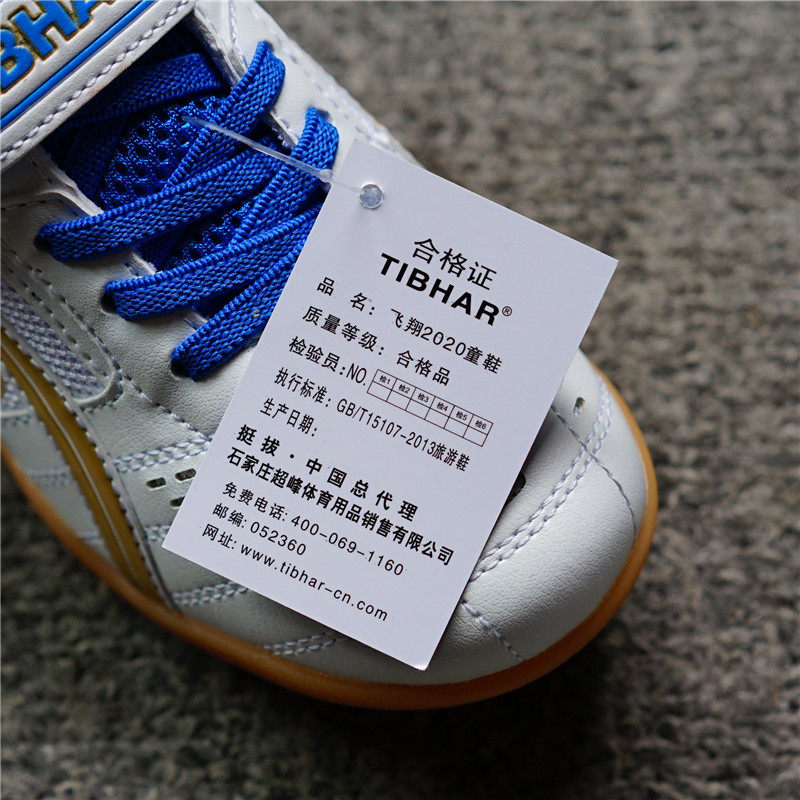 BHA
合格证
TIBHAR®
品 名：飞翔2020童鞋
质量等级：合格品
检验员：NO. 检1 检2 检3 检4 检5 检6
执行标准：GB/T15107-2013旅游鞋
生产日期：
挺拔·中国总代理
石家庄超峰体育用品销售有限公司
免费电话：400-069-1160
邮编：052360
网址：www.tibhar-cn.com